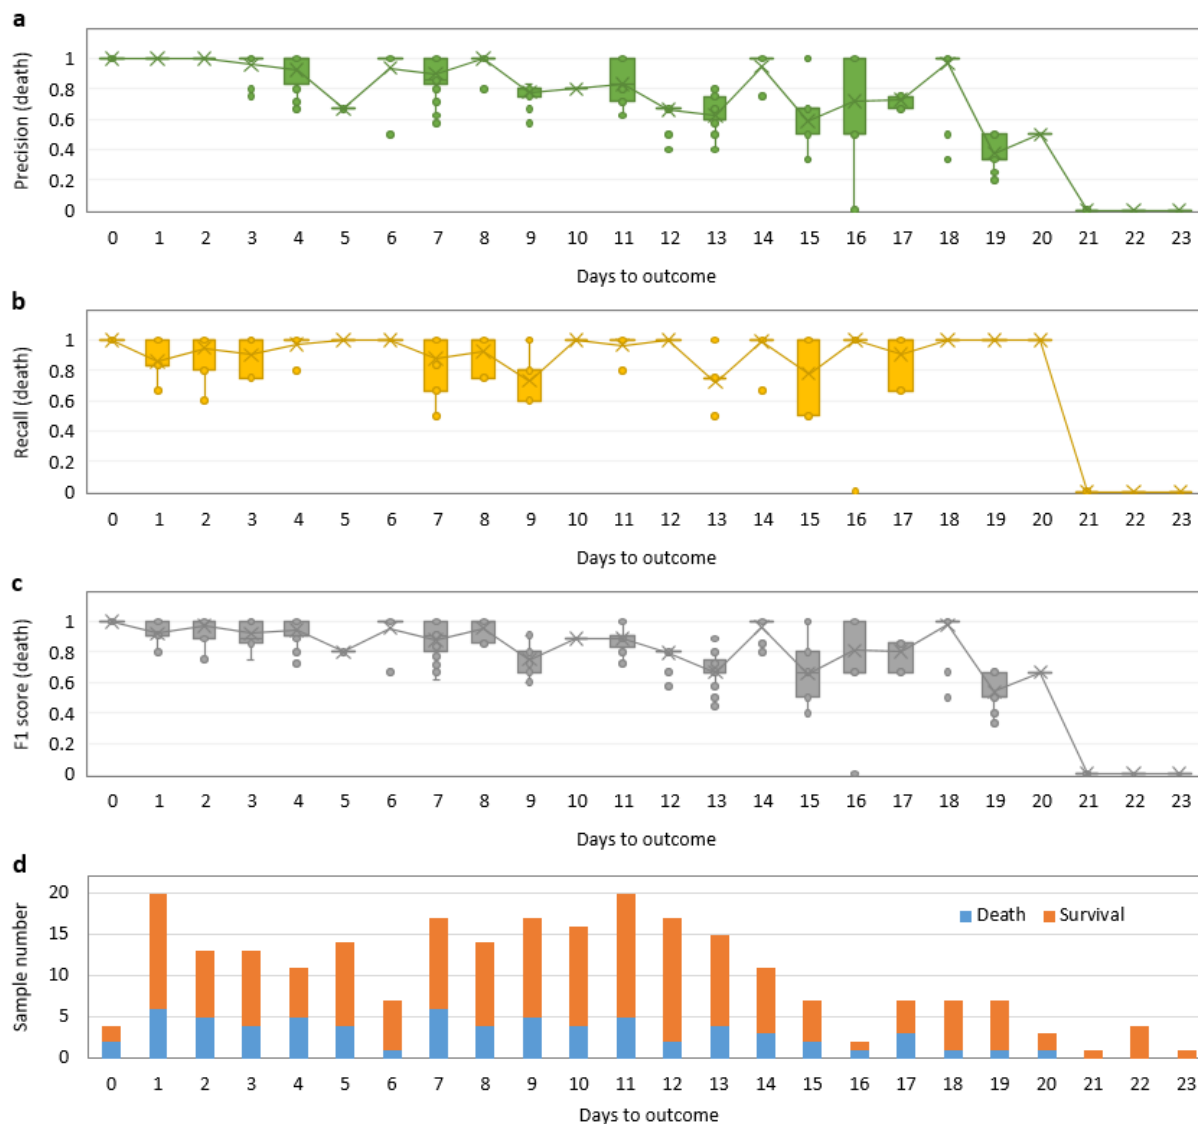 a
Precision (death)
1
0.8
0.6
0.4
0.2
0
0 1 2 3 4 5 6 7 8 9 10 11 12 13 14 15 16 17 18 19 20 21 22 23
Days to outcome
b
Recall (death)
1
0.8
0.6
0.4
0.2
0
0 1 2 3 4 5 6 7 8 9 10 11 12 13 14 15 16 17 18 19 20 21 22 23
Days to outcome
c
F1 score (death)
1
0.8
0.6
0.4
0.2
0
0 1 2 3 4 5 6 7 8 9 10 11 12 13 14 15 16 17 18 19 20 21 22 23
Days to outcome
d
Sample number
20
15
10
5
0
Death Survival
0 1 2 3 4 5 6 7 8 9 10 11 12 13 14 15 16 17 18 19 20 21 22 23
Days to outcome